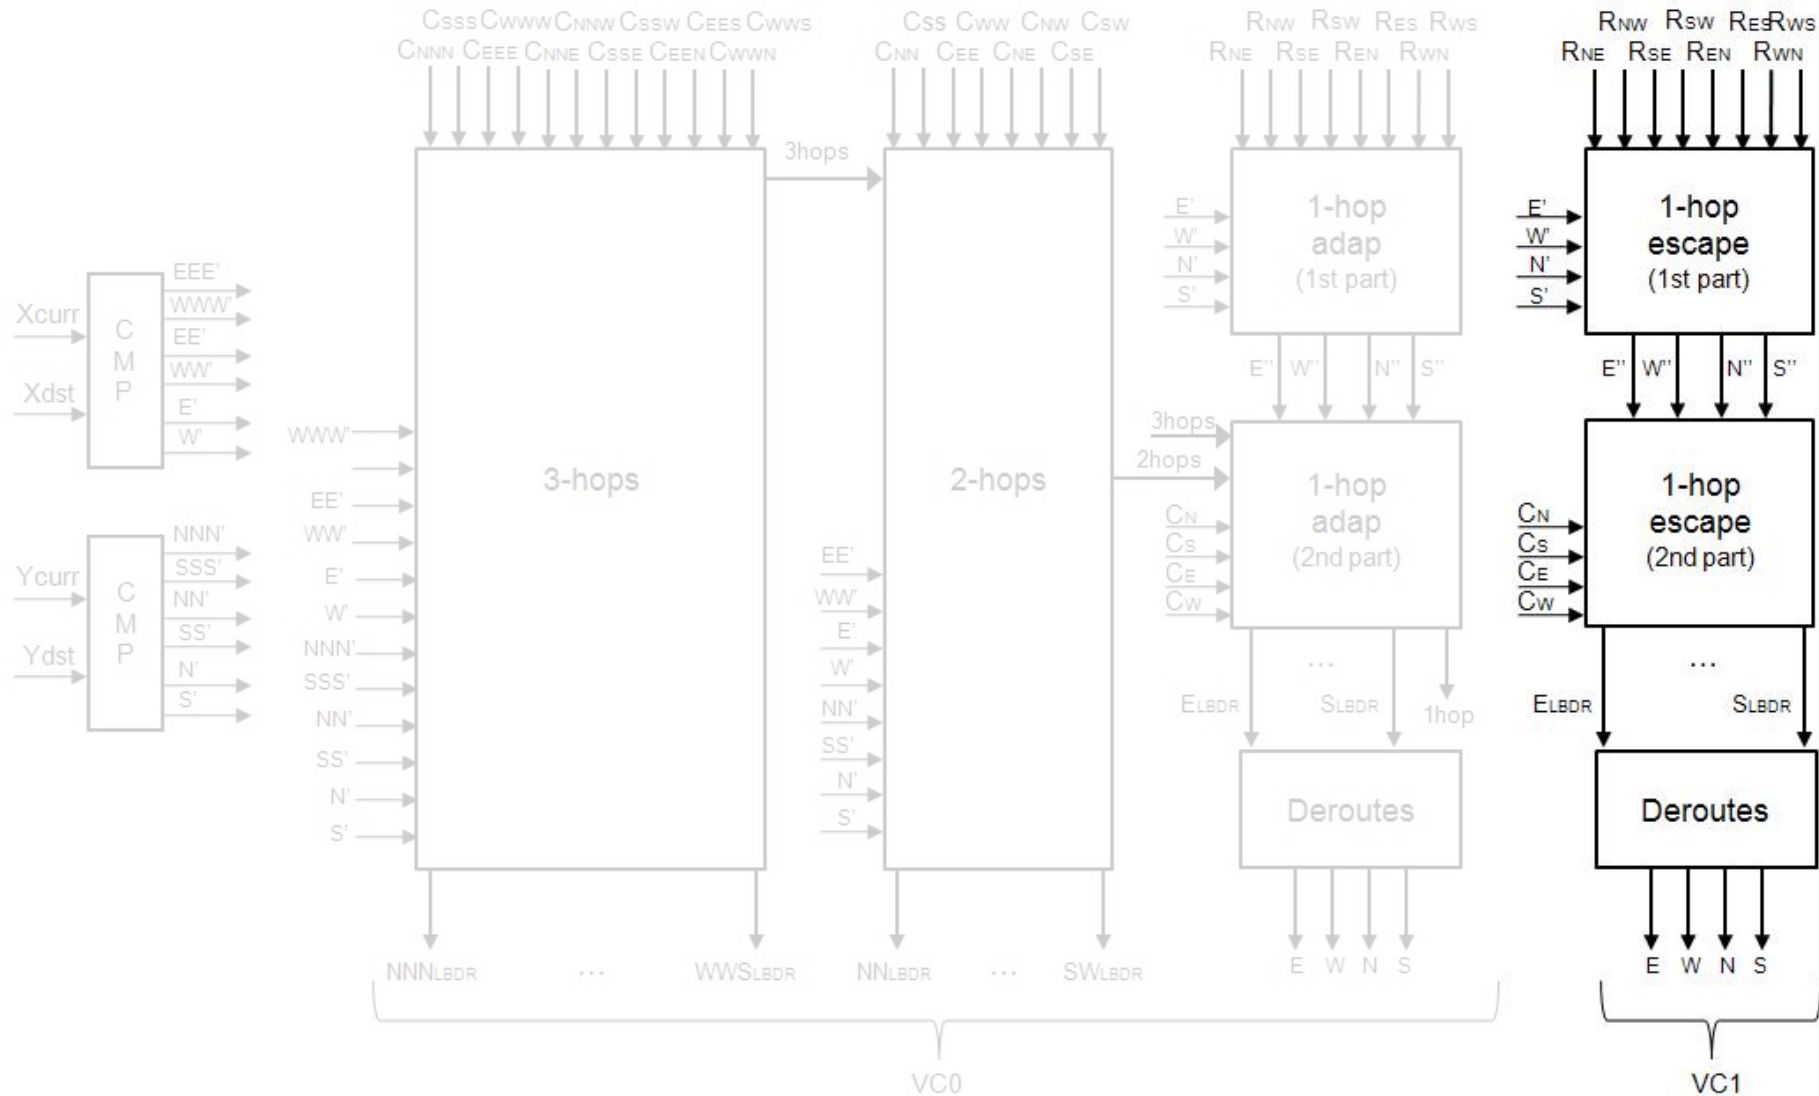 CSSS CWWW CNNW CSSW CEES CWWS
CNNN CEEE CNNE CSSE CEEN CWWN
CSS CWW CNW CSW
CNN CEE CNE CSE
RNW RSW RES RWS
RNE RSE REN RWN
RNW RSW RES RWS
RNE RSE REN RWN
Xcurr
Xdst
CMP
EEE'
WWW'
EE'
WW'
E'
W'
Ycurr
Ydst
CMP
NNN'
SSS'
NN'
SS'
N'
S'
WWW'
EE'
WW'
E'
W'
NNN'
SSS'
NN'
SS'
N'
S'
3-hops
3hops
EE'
WW'
E'
W'
NN'
SS'
N'
S'
2-hops
E'
W'
N'
S'
1-hop
adap
(1st part)
E" W" N" S"
3hops
2hops
CN
CS
CE
CW
1-hop
adap
(2nd part)
...
ELBDR SLBDR 1hop
Deroutes
E W N S
E'
W'
N'
S'
1-hop
escape
(1st part)
E" W" N" S"
CN
CS
CE
CW
1-hop
escape
(2nd part)
...
ELBDR SLBDR
Deroutes
E W N S
NNNLBDR ... WWSLBDR
NNLBDR ... SWLBDR
VC0
VC1